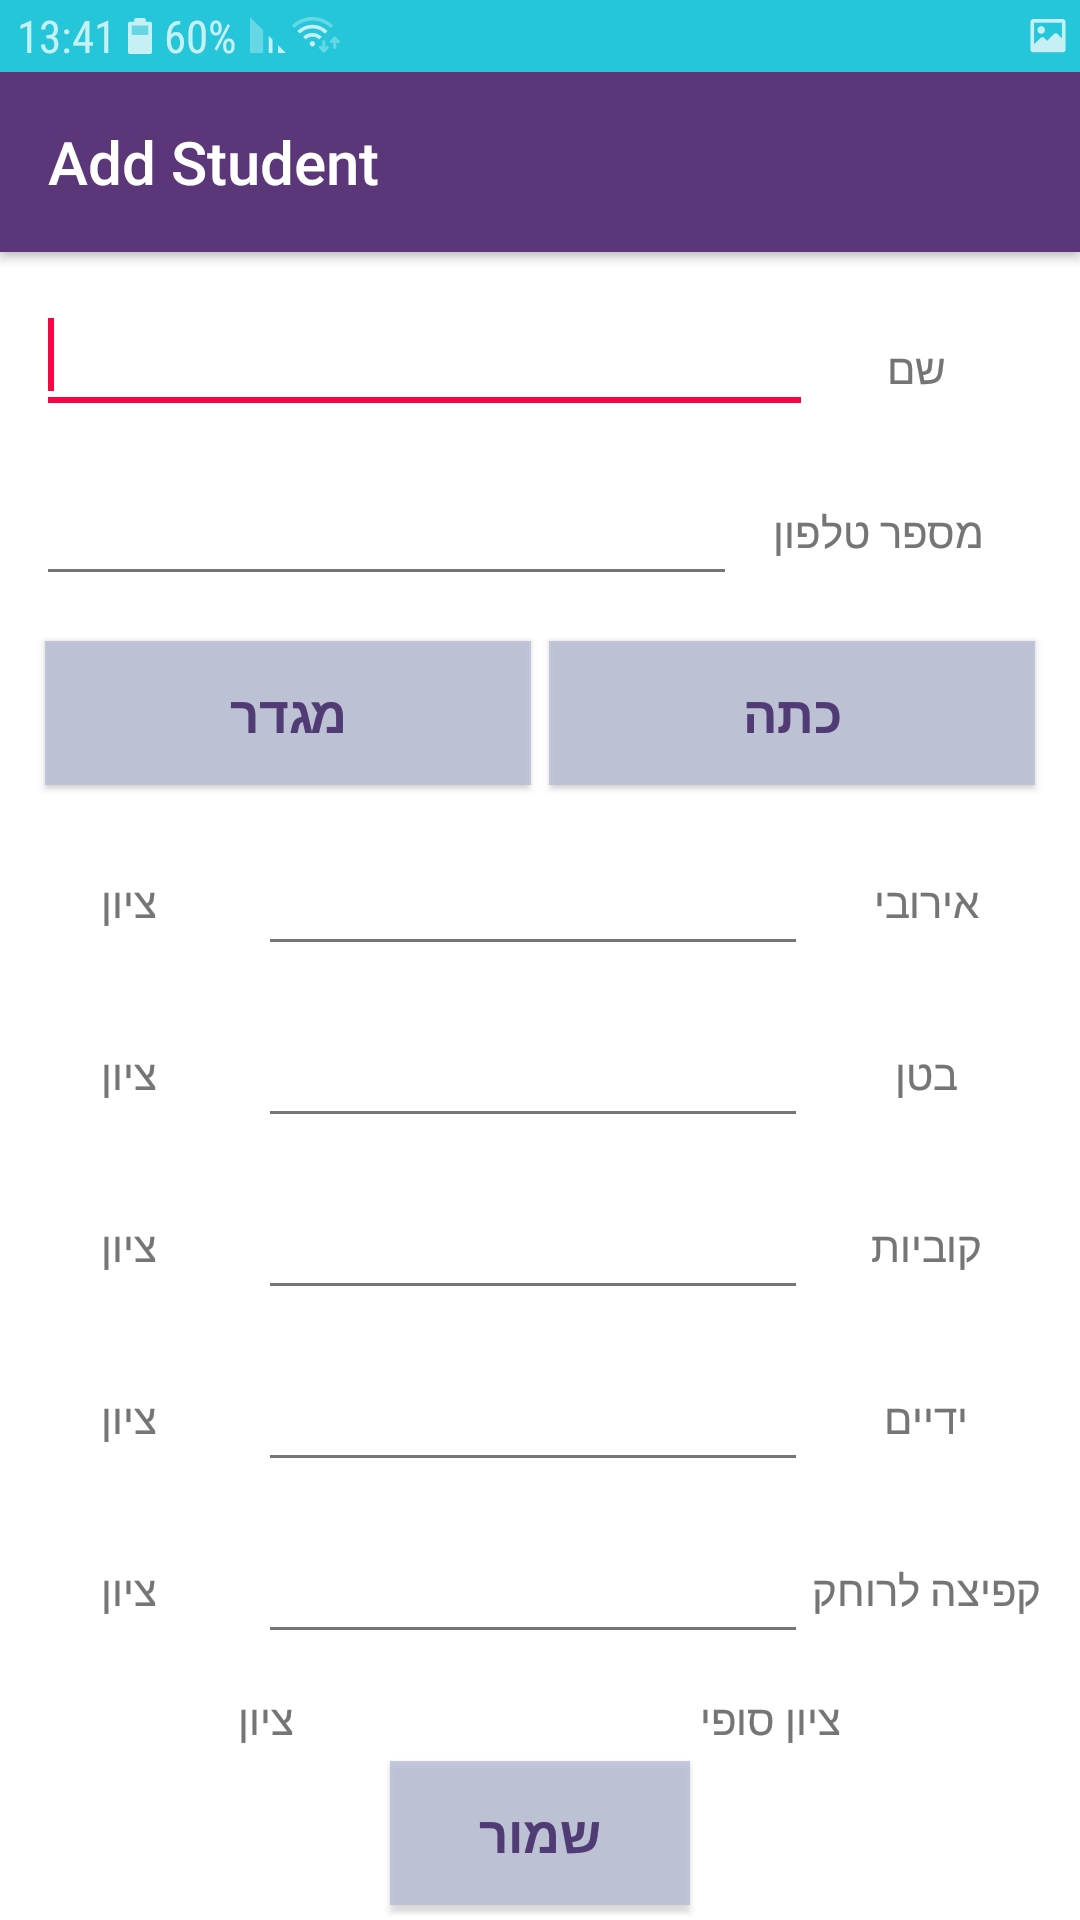 13:41 60%
Add Student
שם
מספר טלפון
כתה
מגדר
אירובי
ציון
בטן
ציון
קוביות
ציון
ידיים
ציון
קפיצה לרוחק
ציון
ציון סופי
ציון
שמור